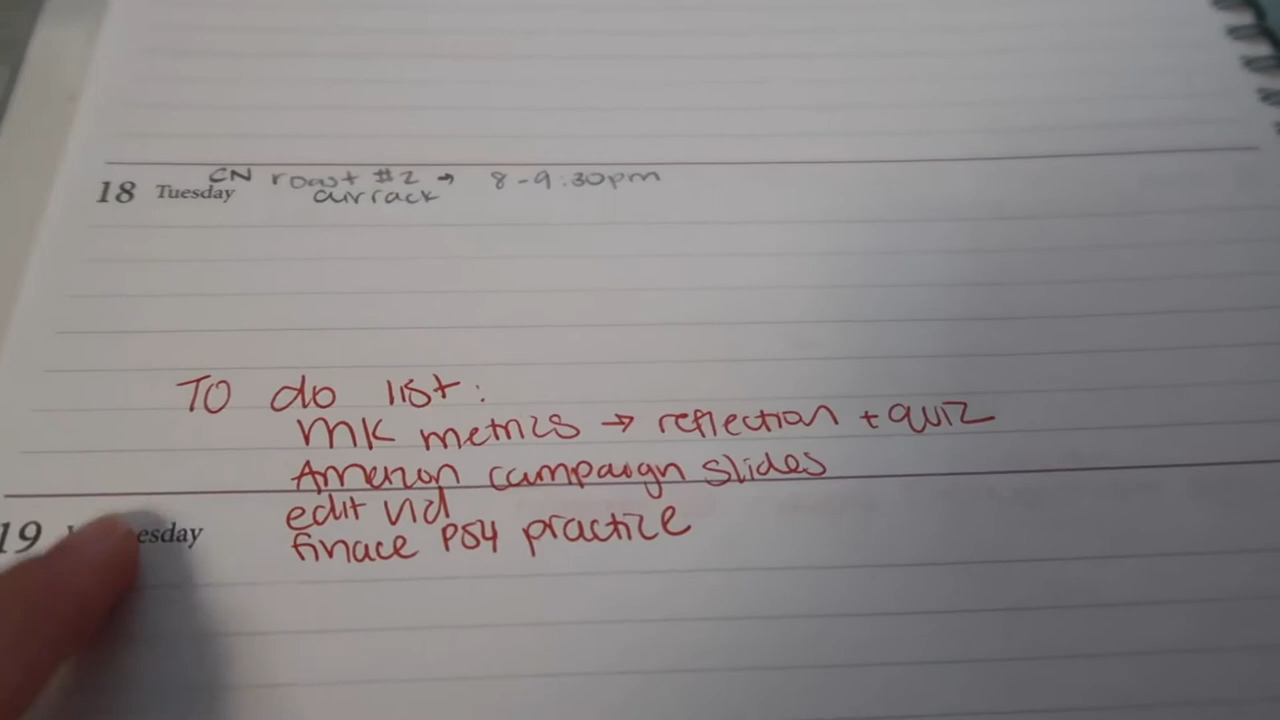 CN roast #2 → 8-9:30pm
18 Tuesday airrack
To do list:
MK metrics → reflection + quiz
Amazon campaign slides
edit vid
19 esday
finace PS4 practice